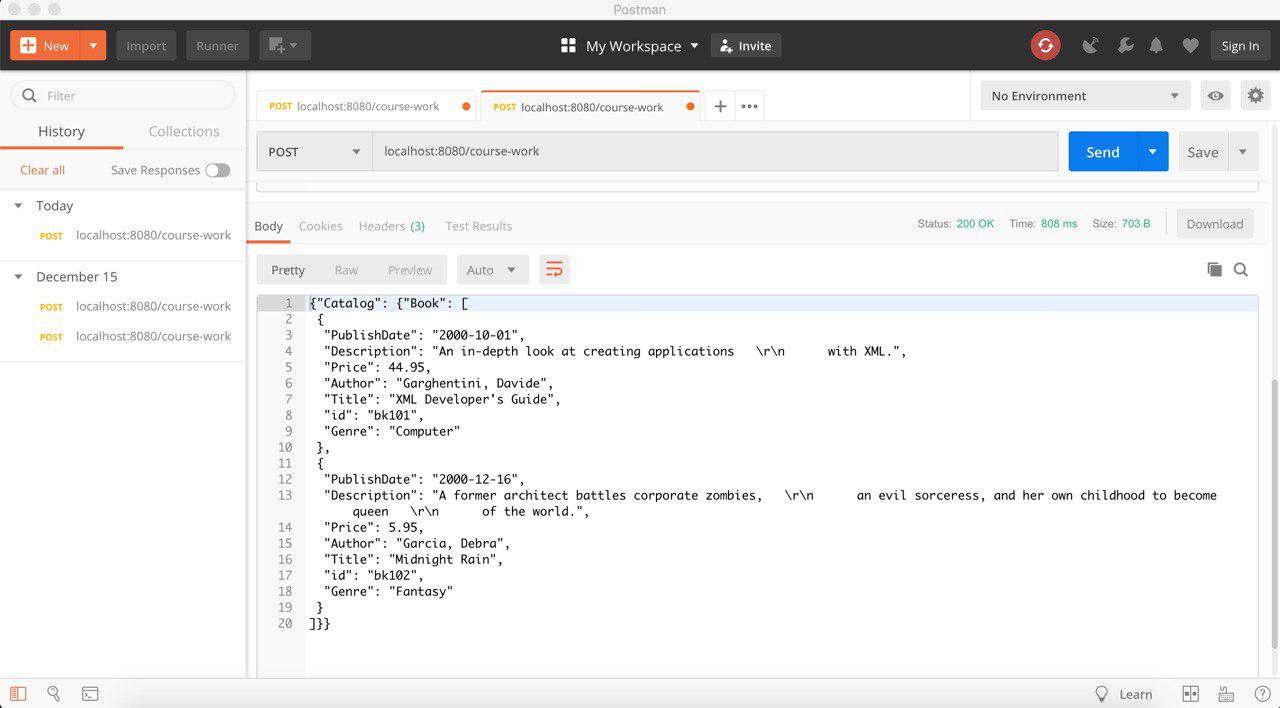 Postman
New Import Runner My Workspace Invite Sign In
Filter
History Collections
Clear all Save Responses
Today
POST localhost:8080/course-work
December 15
POST localhost:8080/course-work
POST localhost:8080/course-work
POST localhost:8080/course-work POST localhost:8080/course-work + ••• No Environment
POST localhost:8080/course-work Send Save
Body Cookies Headers (3) Test Results Status: 200 OK Time: 808 ms Size: 703 B Download
Pretty Raw Preview Auto
1 {"Catalog": {"Book": [
2 {
3 "PublishDate": "2000-10-01",
4 "Description": "An in-depth look at creating applications   \r\n      with XML.",
5 "Price": 44.95,
6 "Author": "Garghentini, Davide",
7 "Title": "XML Developer's Guide",
8 "id": "bk101",
9 "Genre": "Computer"
10 },
11 {
12 "PublishDate": "2000-12-16",
13 "Description": "A former architect battles corporate zombies,   \r\n      an evil sorceress, and her own childhood to become
queen   \r\n      of the world.",
14 "Price": 5.95,
15 "Author": "Garcia, Debra",
16 "Title": "Midnight Rain",
17 "id": "bk102",
18 "Genre": "Fantasy"
19 }
20 ]}}
Learn